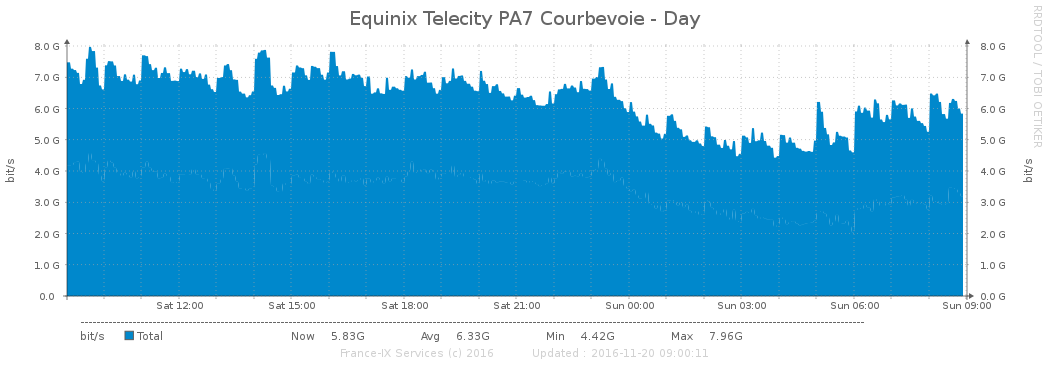 Equinix Telecity PA7 Courbevoie - Day
RRDTOOL / TOBI OETIKER
8.0 G 8.0 G
7.0 G 7.0 G
6.0 G 6.0 G
5.0 G 5.0 G
4.0 G 4.0 G
3.0 G 3.0 G
2.0 G 2.0 G
1.0 G 1.0 G
0.0 0.0 G
bit/s bit/s
Sat 12:00 Sat 15:00 Sat 18:00 Sat 21:00 Sun 00:00 Sun 03:00 Sun 06:00 Sun 09:00
bit/s Total Now 5.83G Avg 6.33G Min 4.42G Max 7.96G
France-IX Services (c) 2016 Updated : 2016-11-20 09:00:11